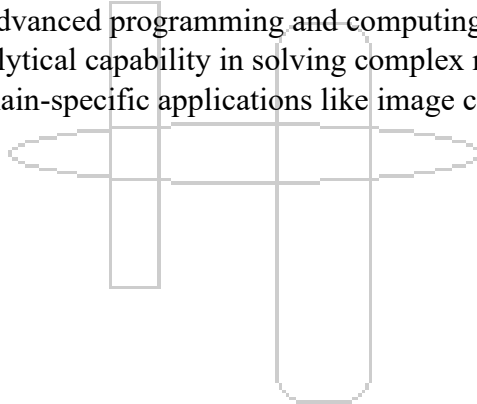 dvanced programming and computing
lytical capability in solving complex
ain-specific applications like image